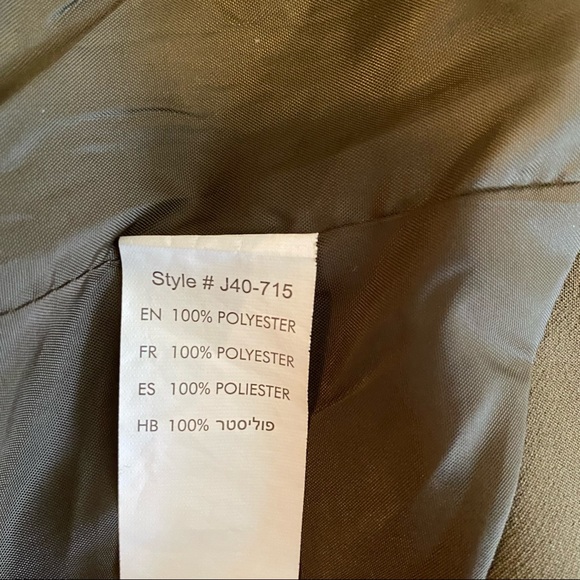 Style # J40-715
EN 100% POLYESTER
FR 100% POLYESTER
ES 100% POLIESTER
HB 100% פוליסטר